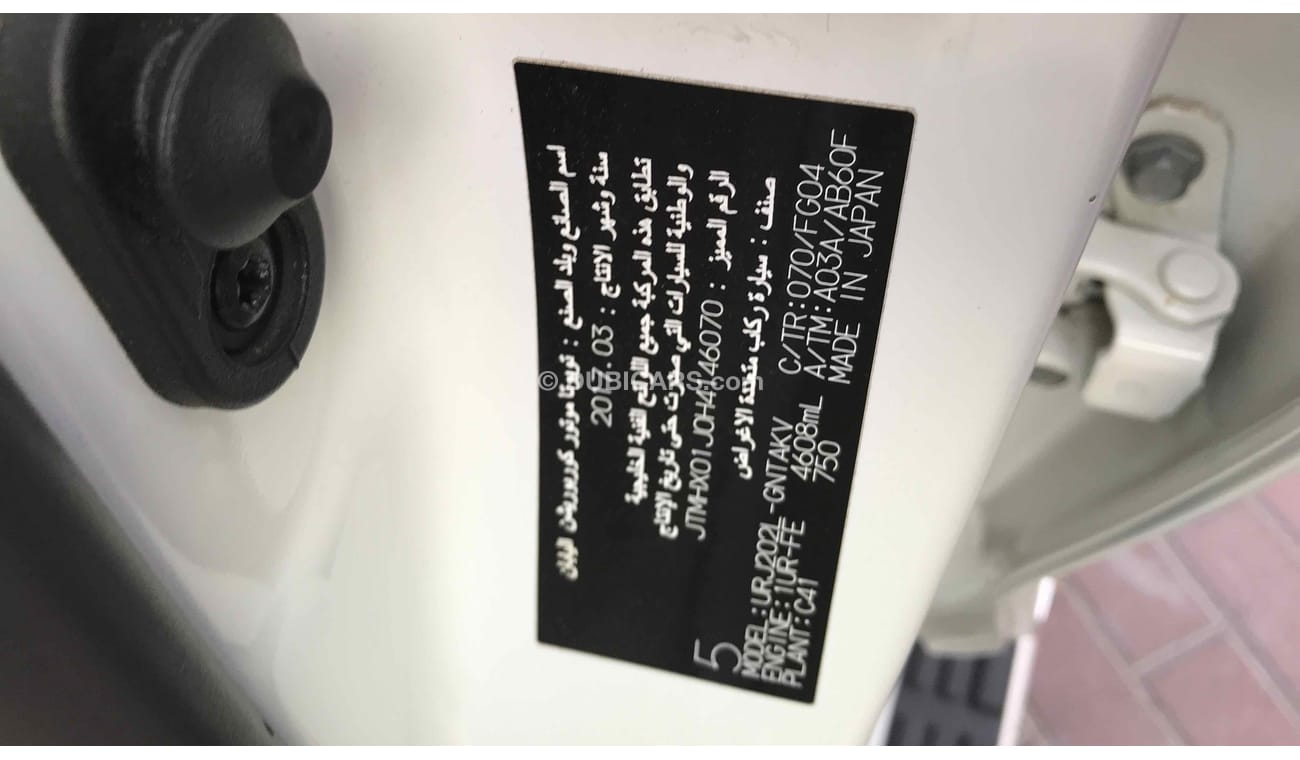 اسم الصانع وبلد الصنع : تويوتا موتور كوربوريشن اليابان
سنة وشهر الانتاج : 2017.03
تطابق هذه المركبة جميع اللوائح الفنية الخليجية
والوطنية للسيارات التي صدرت حتى تاريخ الإنتاج
الرقم المميز : JTMHX01J0H4146070
صنف : سيارة ركاب متعددة الاغراض
5
MODEL:URJ202L-GNTAKV C/TR:070/FG04
ENGINE:1UR-FE 4608mL A/TM:A03A/AB60F
PLANT:C41 750 MADE IN JAPAN
© DUBICARS.com